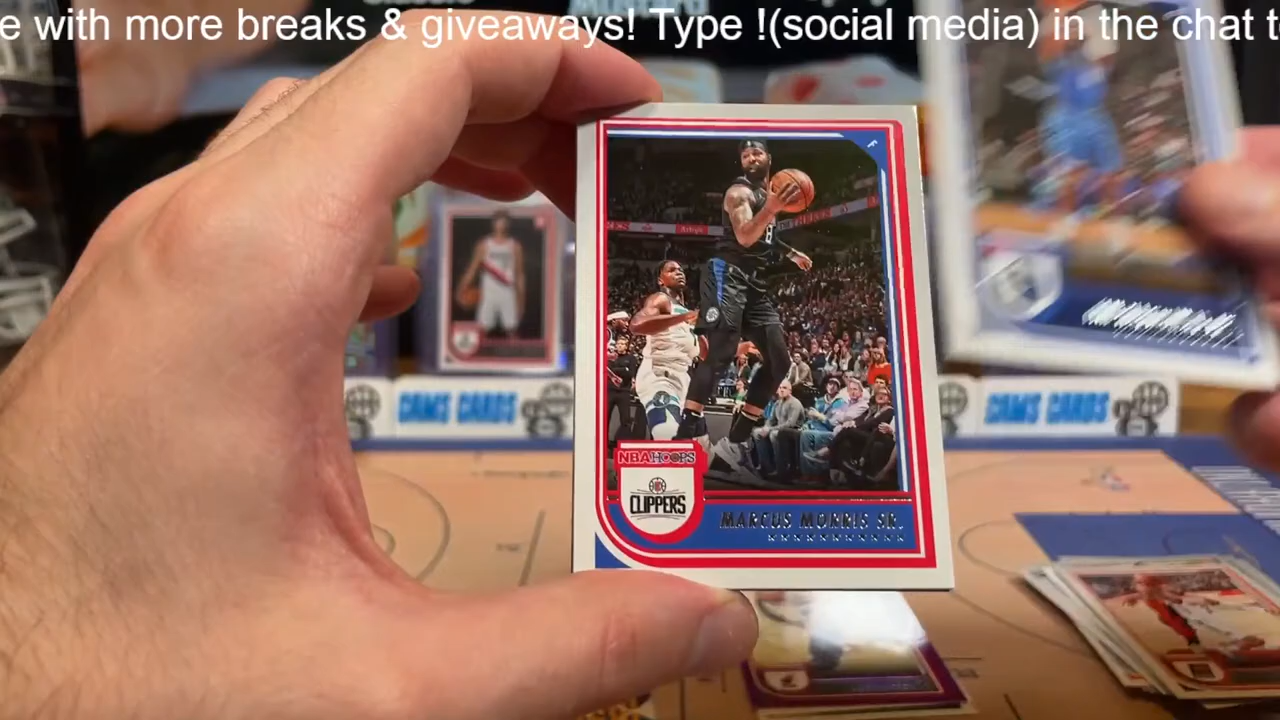 e with more breaks & giveaways! Type !(social media) in the chat t
F
NBA HOOPS
CLIPPERS
MARCUS MORRIS SR.
CAMS CARDS
CAMS CARDS